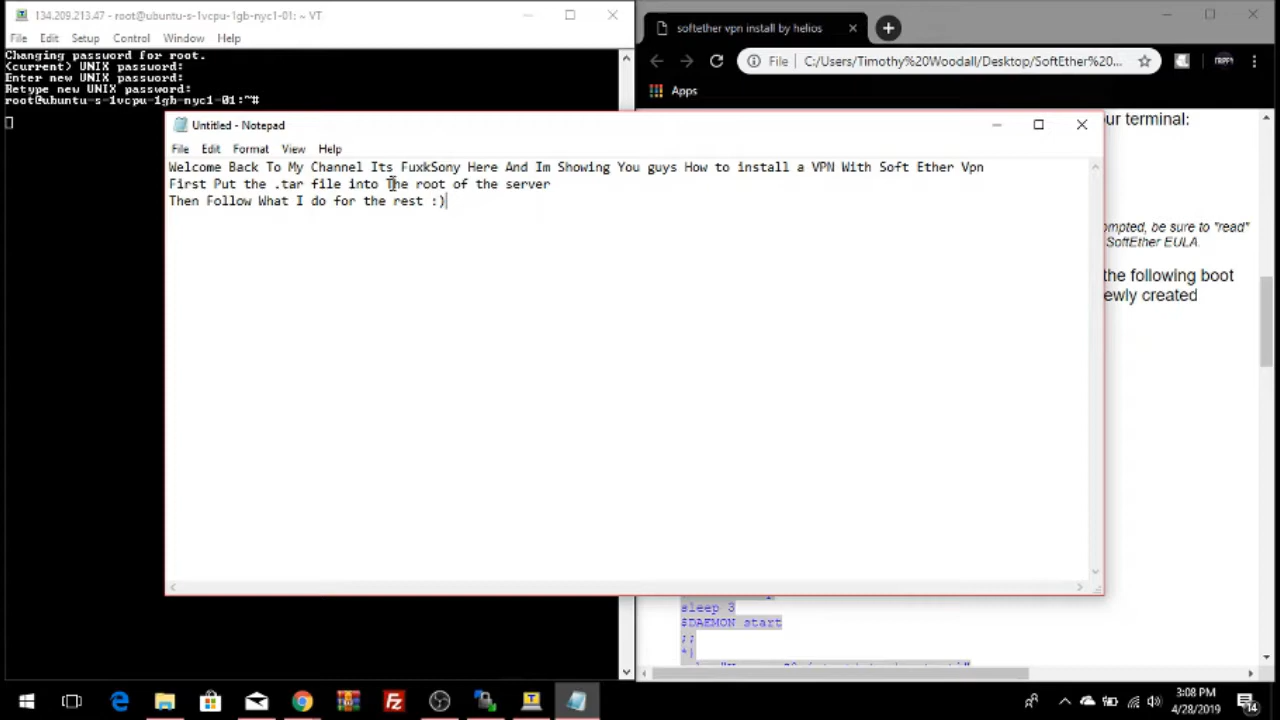 134.209.213.47 - root@ubuntu-s-1vcpu-1gb-nyc1-01: ~ VT
File Edit Setup Control Window Help
Changing password for root.
(current) UNIX password:
Enter new UNIX password:
Retype new UNIX password:
root@ubuntu-s-1vcpu-1gb-nyc1-01:~#
softether vpn install by helios
File C:/Users/Timothy%20Woodall/Desktop/SoftEther%20...
Apps
ur terminal:
Untitled - Notepad
File Edit Format View Help
Welcome Back To My Channel Its FuxkSony Here And Im Showing You guys How to install a VPN With Soft Ether Vpn
First Put the .tar file into The root of the server
Then Follow What I do for the rest :)
ompted, be sure to "read"
SoftEther EULA.
the following boot
ewly created
sleep 3
$DAEMON start
;;
*)
3:08 PM
4/28/2019
14